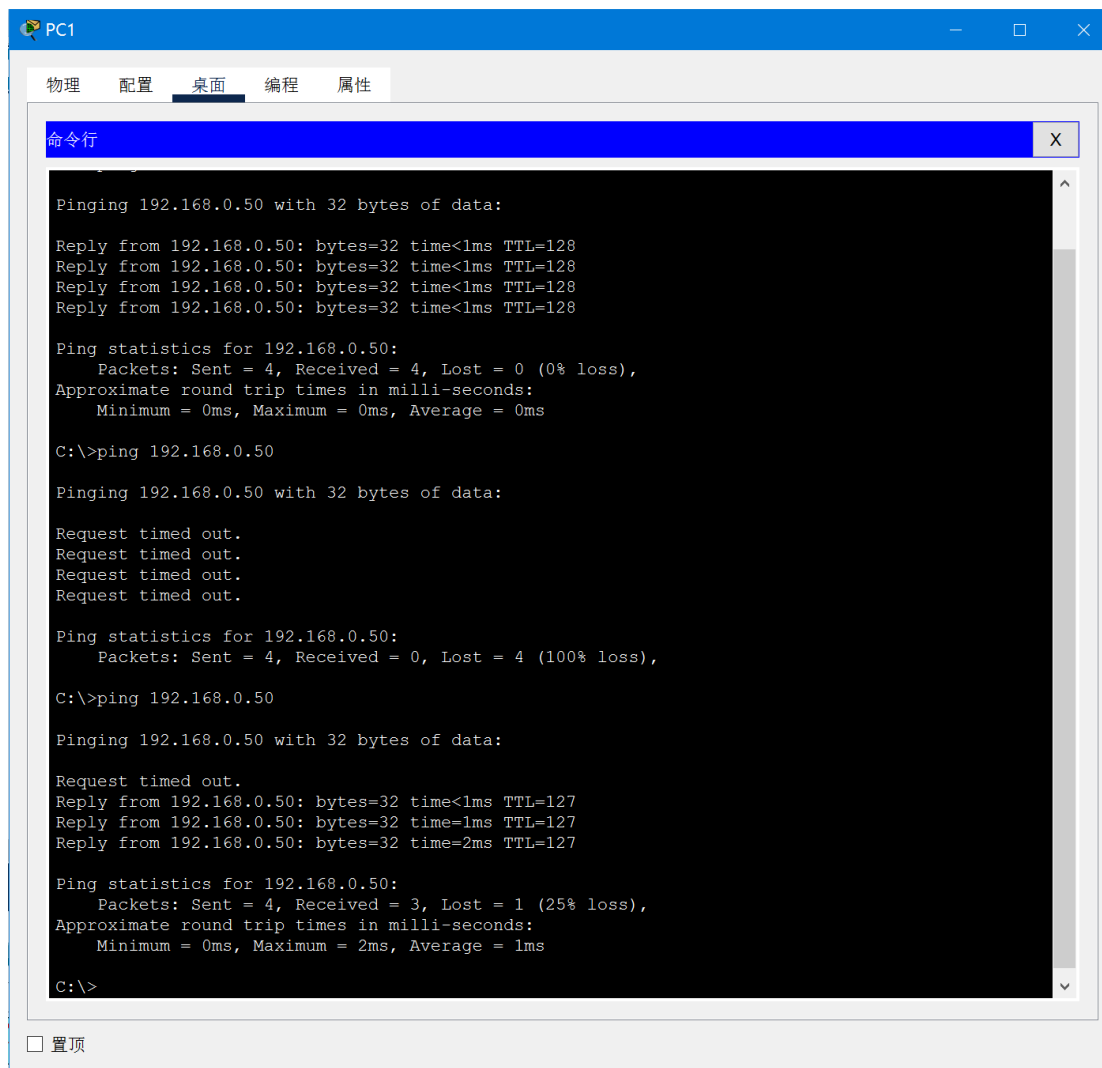 PC1
物理 配置 桌面 编程 属性
命令行 X
Pinging 192.168.0.50 with 32 bytes of data:
Reply from 192.168.0.50: bytes=32 time<1ms TTL=128
Reply from 192.168.0.50: bytes=32 time<1ms TTL=128
Reply from 192.168.0.50: bytes=32 time<1ms TTL=128
Reply from 192.168.0.50: bytes=32 time<1ms TTL=128
Ping statistics for 192.168.0.50:
Packets: Sent = 4, Received = 4, Lost = 0 (0% loss),
Approximate round trip times in milli-seconds:
Minimum = 0ms, Maximum = 0ms, Average = 0ms
C:\>ping 192.168.0.50
Pinging 192.168.0.50 with 32 bytes of data:
Request timed out.
Request timed out.
Request timed out.
Request timed out.
Ping statistics for 192.168.0.50:
Packets: Sent = 4, Received = 0, Lost = 4 (100% loss),
C:\>ping 192.168.0.50
Pinging 192.168.0.50 with 32 bytes of data:
Request timed out.
Reply from 192.168.0.50: bytes=32 time<1ms TTL=127
Reply from 192.168.0.50: bytes=32 time=1ms TTL=127
Reply from 192.168.0.50: bytes=32 time=2ms TTL=127
Ping statistics for 192.168.0.50:
Packets: Sent = 4, Received = 3, Lost = 1 (25% loss),
Approximate round trip times in milli-seconds:
Minimum = 0ms, Maximum = 2ms, Average = 1ms
C:\>
置顶